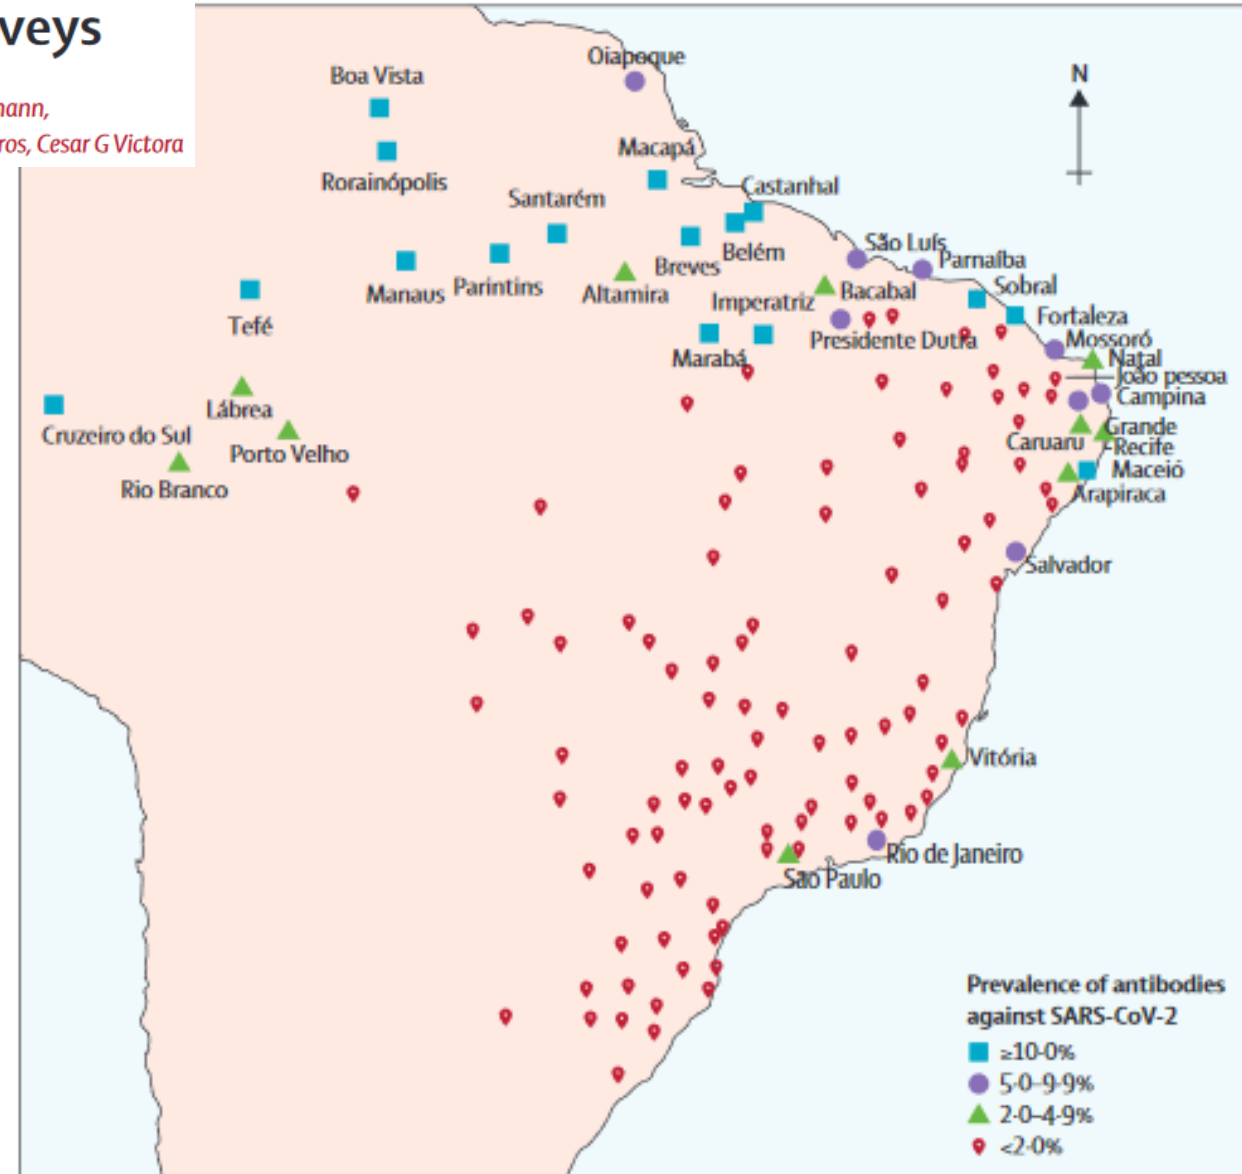 veys
nann,
ros, Cesar G Victora
Oiapoque
Boa Vista
N
Macapá
Rorainópolis
Castanhal
Santarém
São Luís
Belém
Parnaíba
Breves
Manaus
Parintins
Altamira
Imperatriz
Bacabal
Sobral
Fortaleza
Tefé
Presidente Dutra
Mossoró
Marabá
Natal
João pessoa
Campina
Lábrea
Grande
Cruzeiro do Sul
Caruaru
Recife
Porto Velho
Maceió
Rio Branco
Arapiraca
Salvador
Vitória
Rio de Janeiro
São Paulo
Prevalence of antibodies
against SARS-CoV-2
≥10·0%
5·0–9·9%
2·0–4·9%
<2·0%